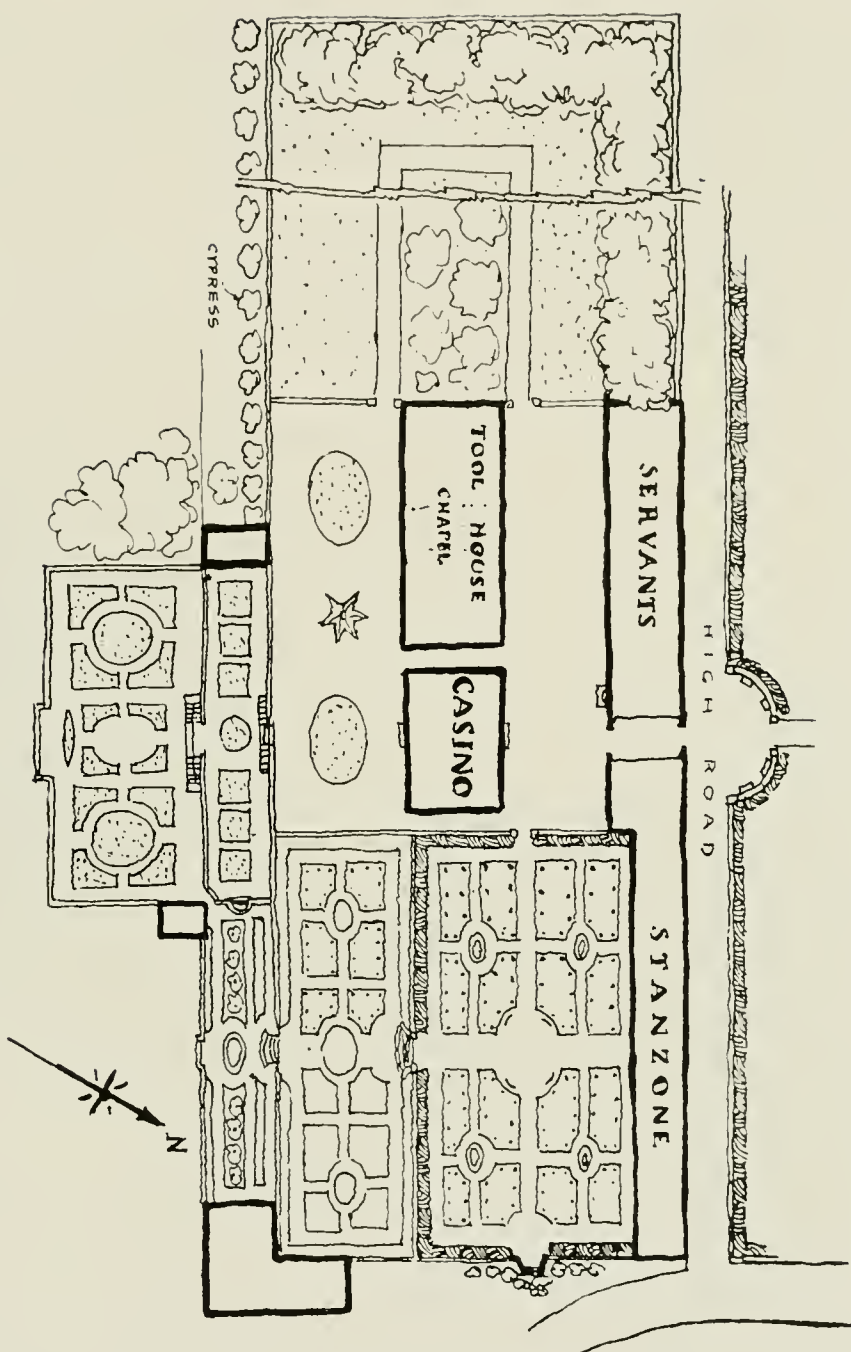 CYPRESS
TOOL : HOUSE
CHAPEL
SERVANTS
HIGH ROAD
CASINO
STANZONE
N